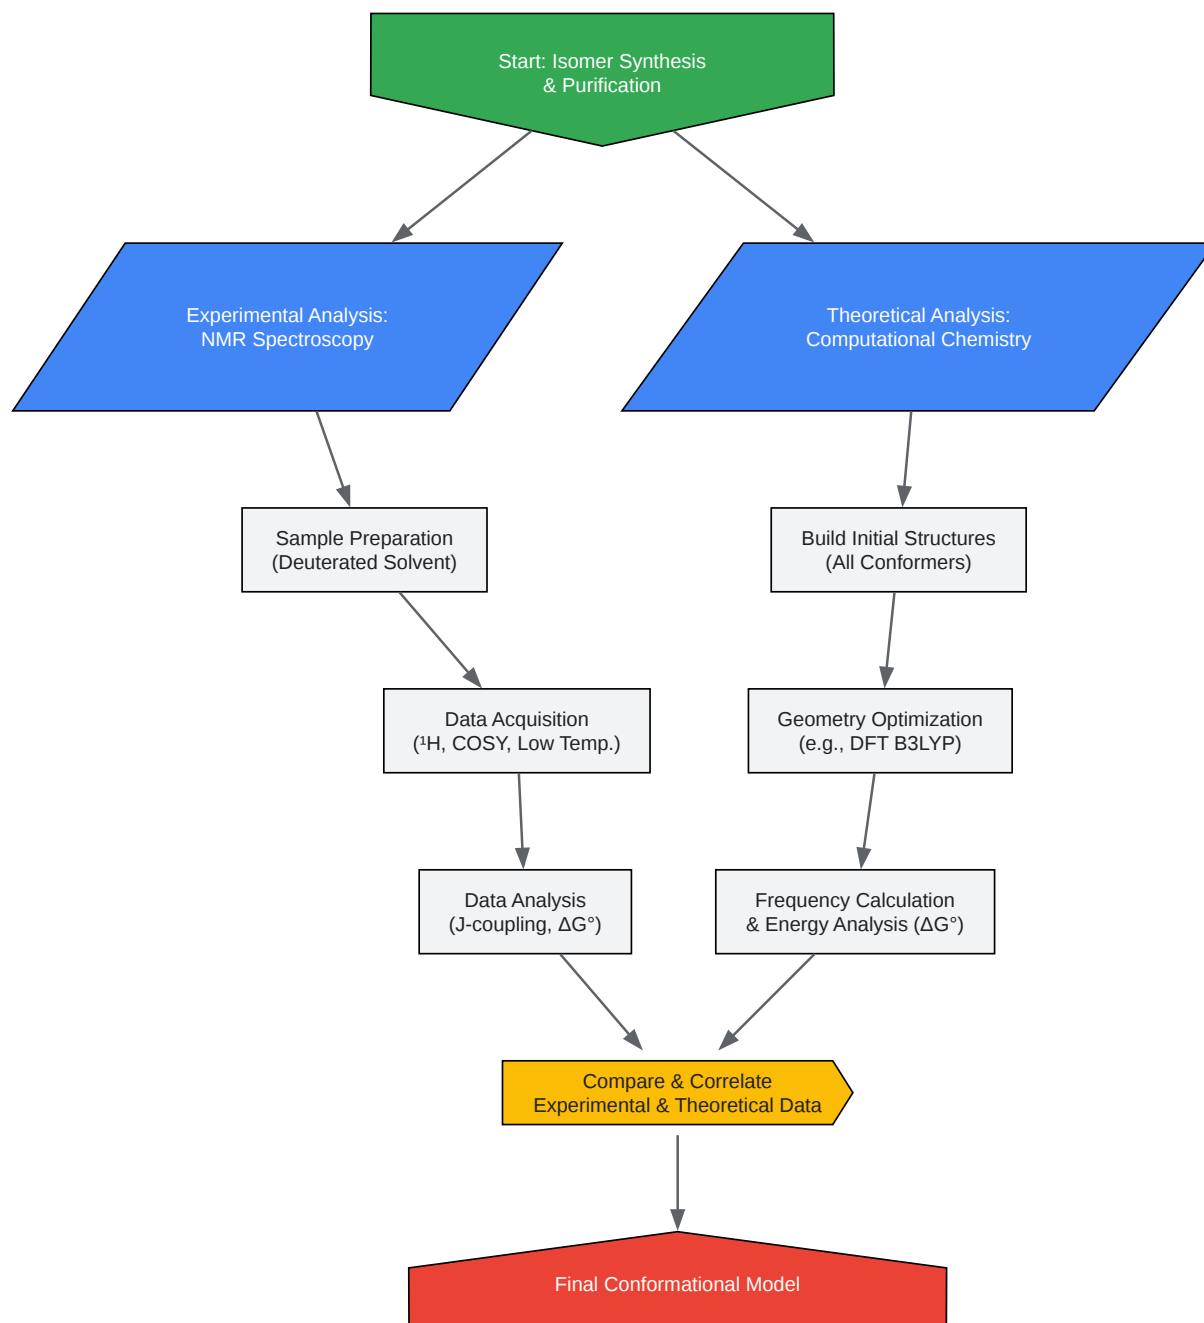 Start: Isomer Synthesis
& Purification
Experimental Analysis:
NMR Spectroscopy
Theoretical Analysis:
Computational Chemistry
Sample Preparation
(Deuterated Solvent)
Build Initial Structures
(All Conformers)
Data Acquisition
(¹H, COSY, Low Temp.)
Geometry Optimization
(e.g., DFT B3LYP)
Data Analysis
(J-coupling, ΔG°)
Frequency Calculation
& Energy Analysis (ΔG°)
Compare & Correlate
Experimental & Theoretical Data
Final Conformational Model